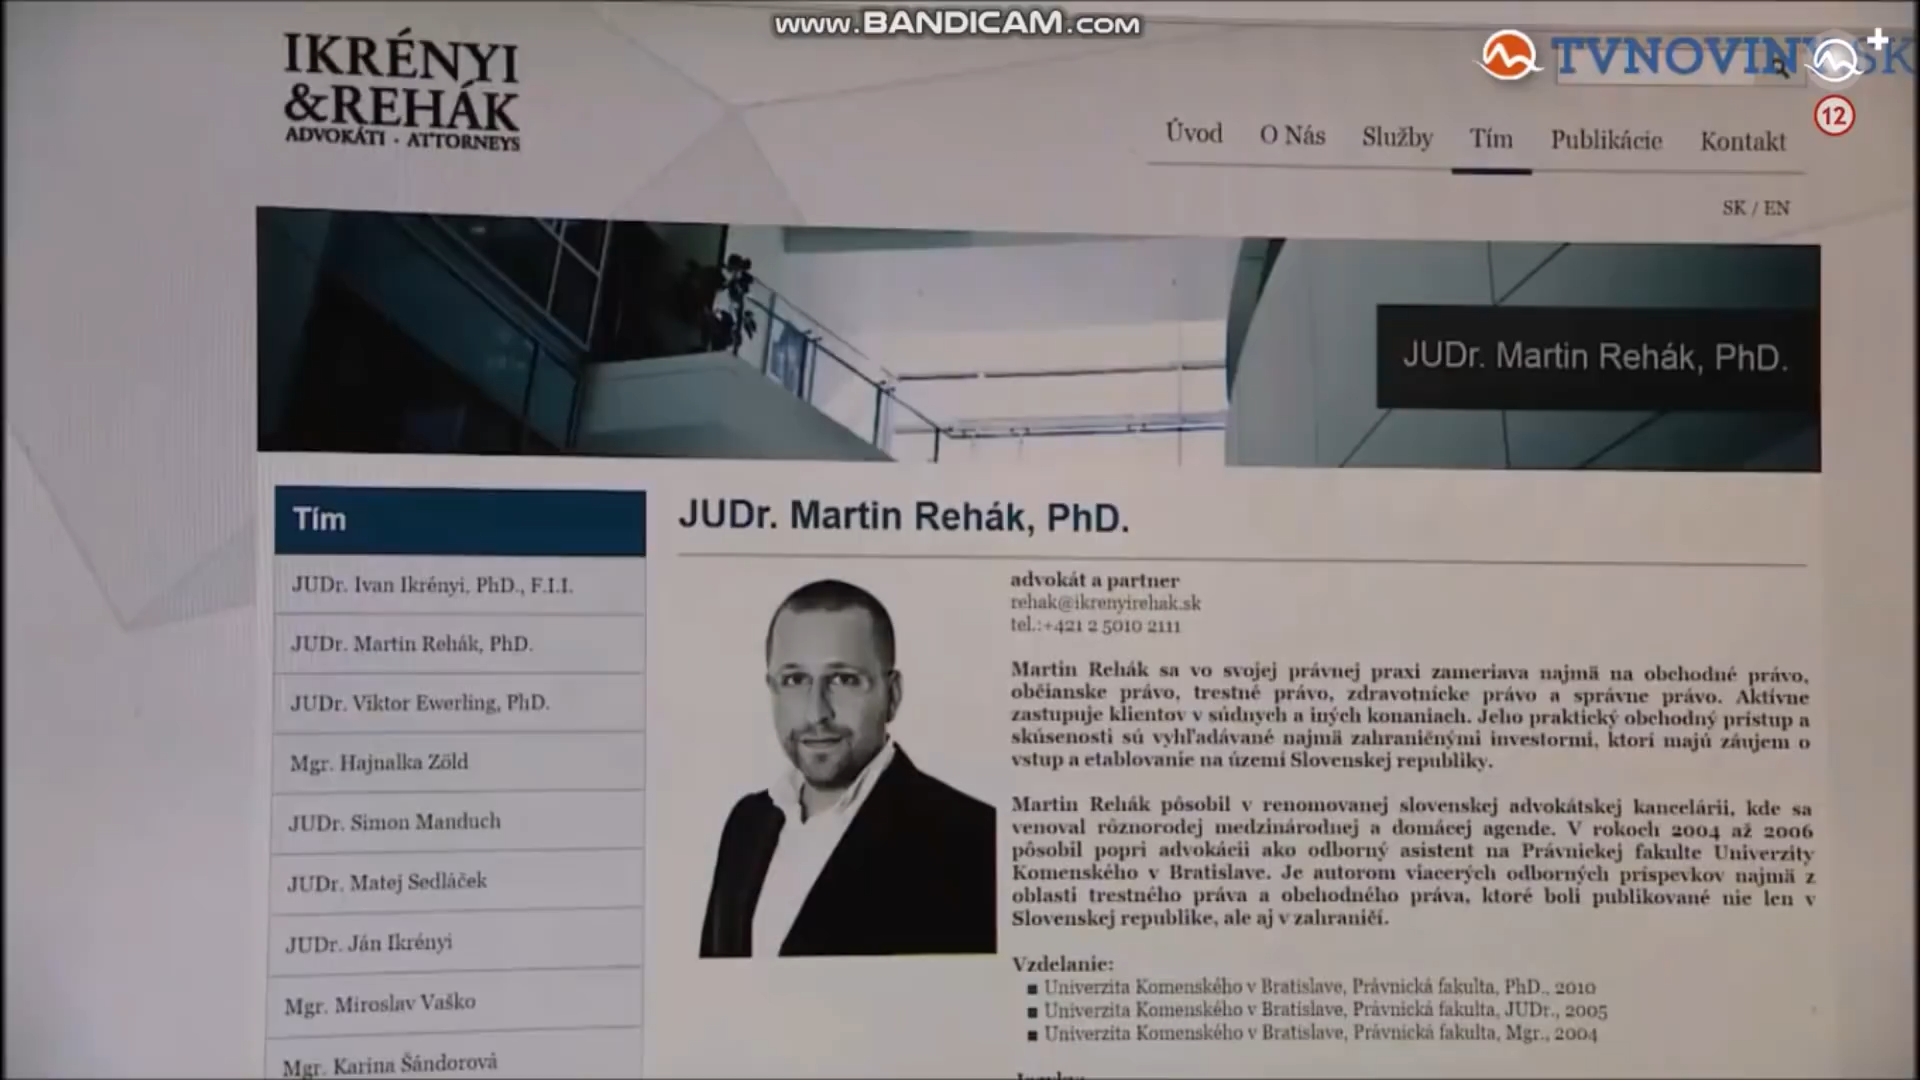 www.BANDICAM.com
IKRÉNYI
&REHÁK
ADVOKÁTI · ATTORNEYS
TVNOVINY.SK
12
Úvod
O Nás
Služby
Tím
Publikácie
Kontakt
SK / EN
JUDr. Martin Rehák, PhD.
Tím
JUDr. Ivan Ikrényi, PhD., F.I.I.
JUDr. Martin Rehák, PhD.
JUDr. Viktor Ewerling, PhD.
Mgr. Hajnalka Zöld
JUDr. Simon Manduch
JUDr. Matej Sedláček
JUDr. Ján Ikrényi
Mgr. Miroslav Vaško
Mgr. Karina Šándorová
JUDr. Martin Rehák, PhD.
advokát a partner
rehak@ikrenyirehak.sk
tel.:+421 2 5010 2111
Martin Rehák sa vo svojej právnej praxi zameriava najmä na obchodné právo,
občianske právo, trestné právo, zdravotnícke právo a správne právo. Aktívne
zastupuje klientov v súdnych a iných konaniach. Jeho praktický obchodný prístup a
skúsenosti sú vyhľadávané najmä zahraničnými investormi, ktorí majú záujem o
vstup a etablovanie na území Slovenskej republiky.
Martin Rehák pôsobil v renomovanej slovenskej advokátskej kancelárii, kde sa
venoval rôznorodej medzinárodnej a domácej agende. V rokoch 2004 až 2006
pôsobil popri advokácii ako odborný asistent na Právnickej fakulte Univerzity
Komenského v Bratislave. Je autorom viacerých odborných príspevkov najmä z
oblasti trestného práva a obchodného práva, ktoré boli publikované nie len v
Slovenskej republike, ale aj v zahraničí.
Vzdelanie:
Univerzita Komenského v Bratislave, Právnická fakulta, PhD., 2010
Univerzita Komenského v Bratislave, Právnická fakulta, JUDr., 2005
Univerzita Komenského v Bratislave, Právnická fakulta, Mgr., 2004